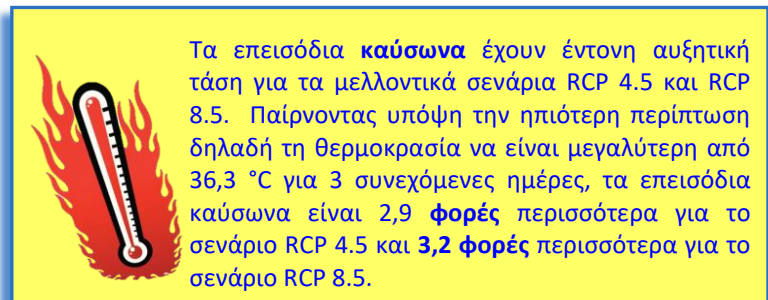 Τα επεισόδια καύσωνα έχουν έντονη αυξητική
τάση για τα μελλοντικά σενάρια RCP 4.5 και RCP
8.5. Παίρνοντας υπόψη την ηπιότερη περίπτωση
δηλαδή τη θερμοκρασία να είναι μεγαλύτερη από
36,3 °C για 3 συνεχόμενες ημέρες, τα επεισόδια
καύσωνα είναι 2,9 φορές περισσότερα για το
σενάριο RCP 4.5 και 3,2 φορές περισσότερα για το
σενάριο RCP 8.5.